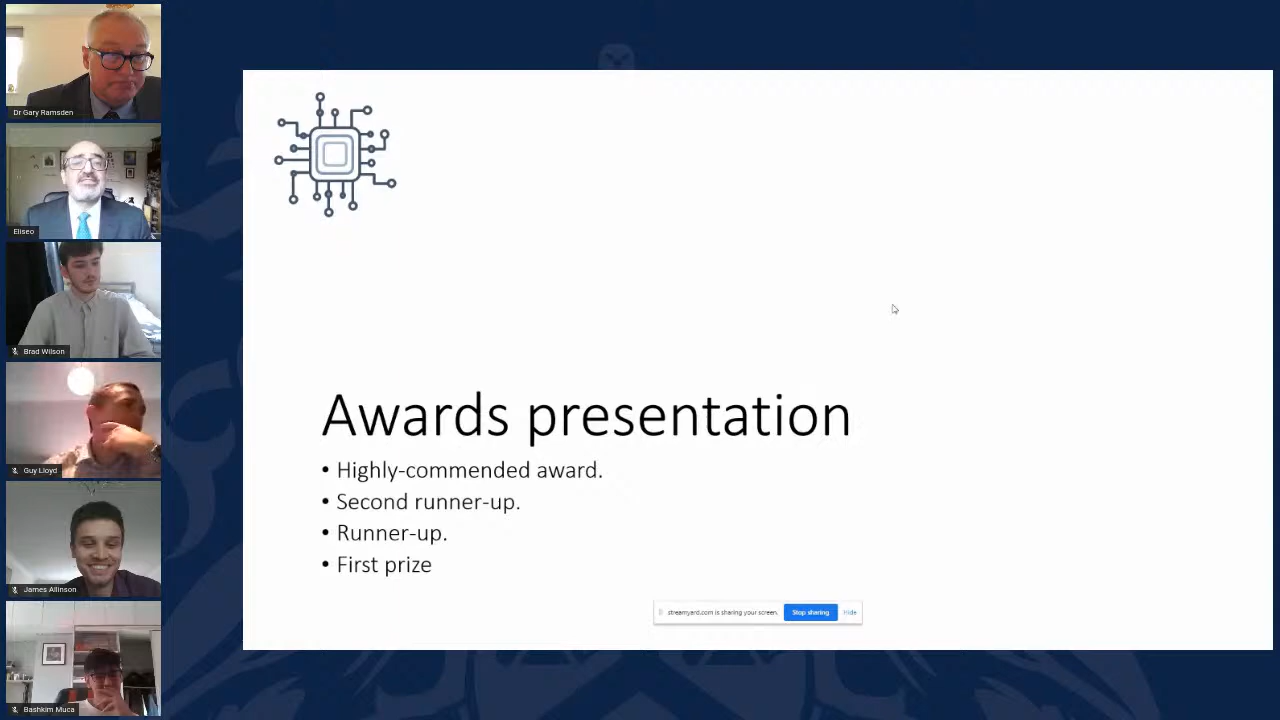 Dr Gary Ramsden
Eliseo
Brad Wilson
Guy Lloyd
James Allinson
Bashkim Muca
Awards presentation
• Highly-commended award.
• Second runner-up.
• Runner-up.
• First prize
streamyard.com is sharing your screen.
Stop sharing
Hide